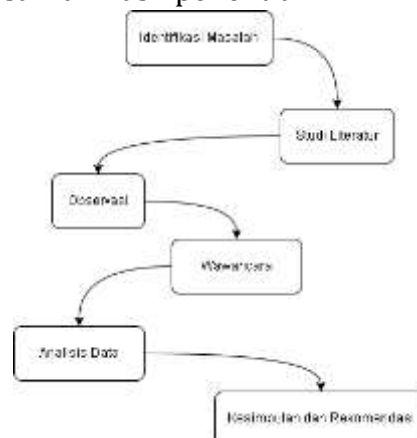 Identifikasi Masalah
Studi Literatur
Observasi
Wawancara
Analisis Data
Kesimpulan dan Rekomendasi